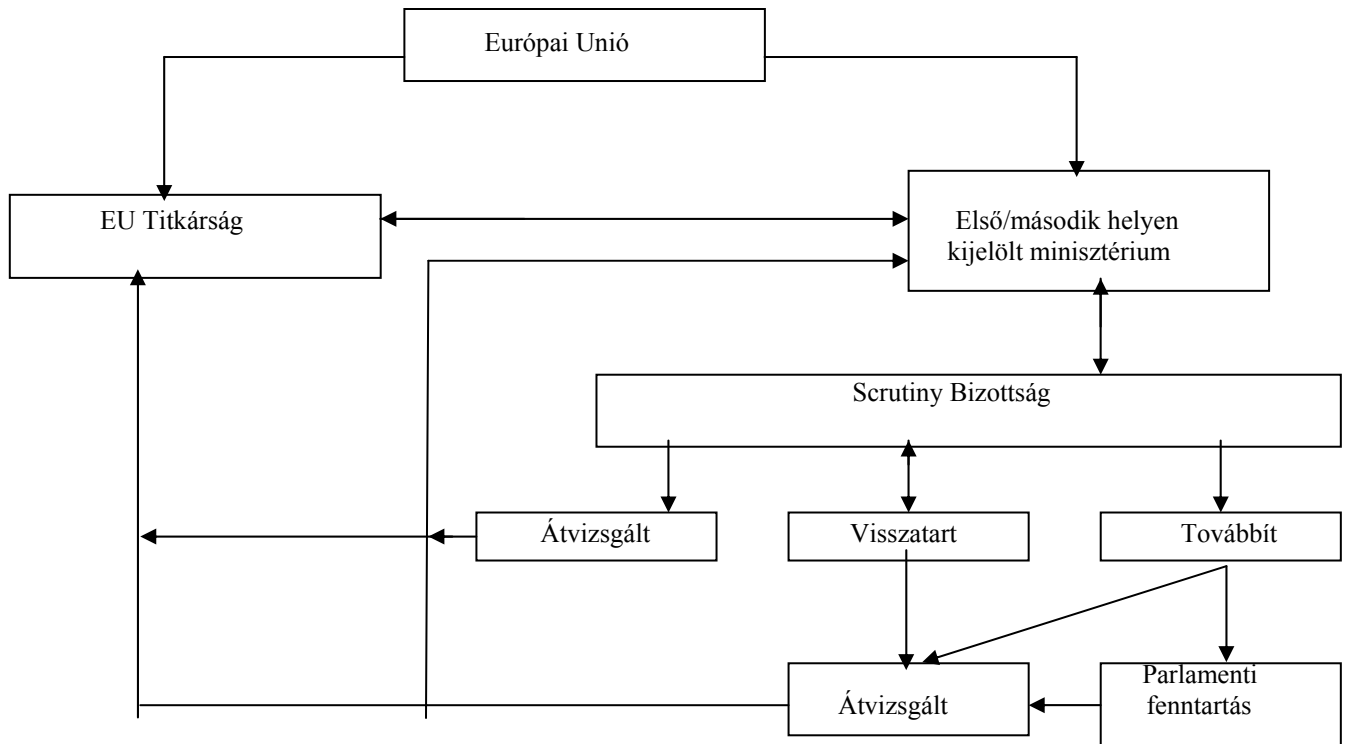 Európai Unió
EU Titkárság
Első/második helyen
kijelölt minisztérium
Scrutiny Bizottság
Átvizsgált
Visszatart
Továbbít
Átvizsgált
Parlamenti
fenntartás